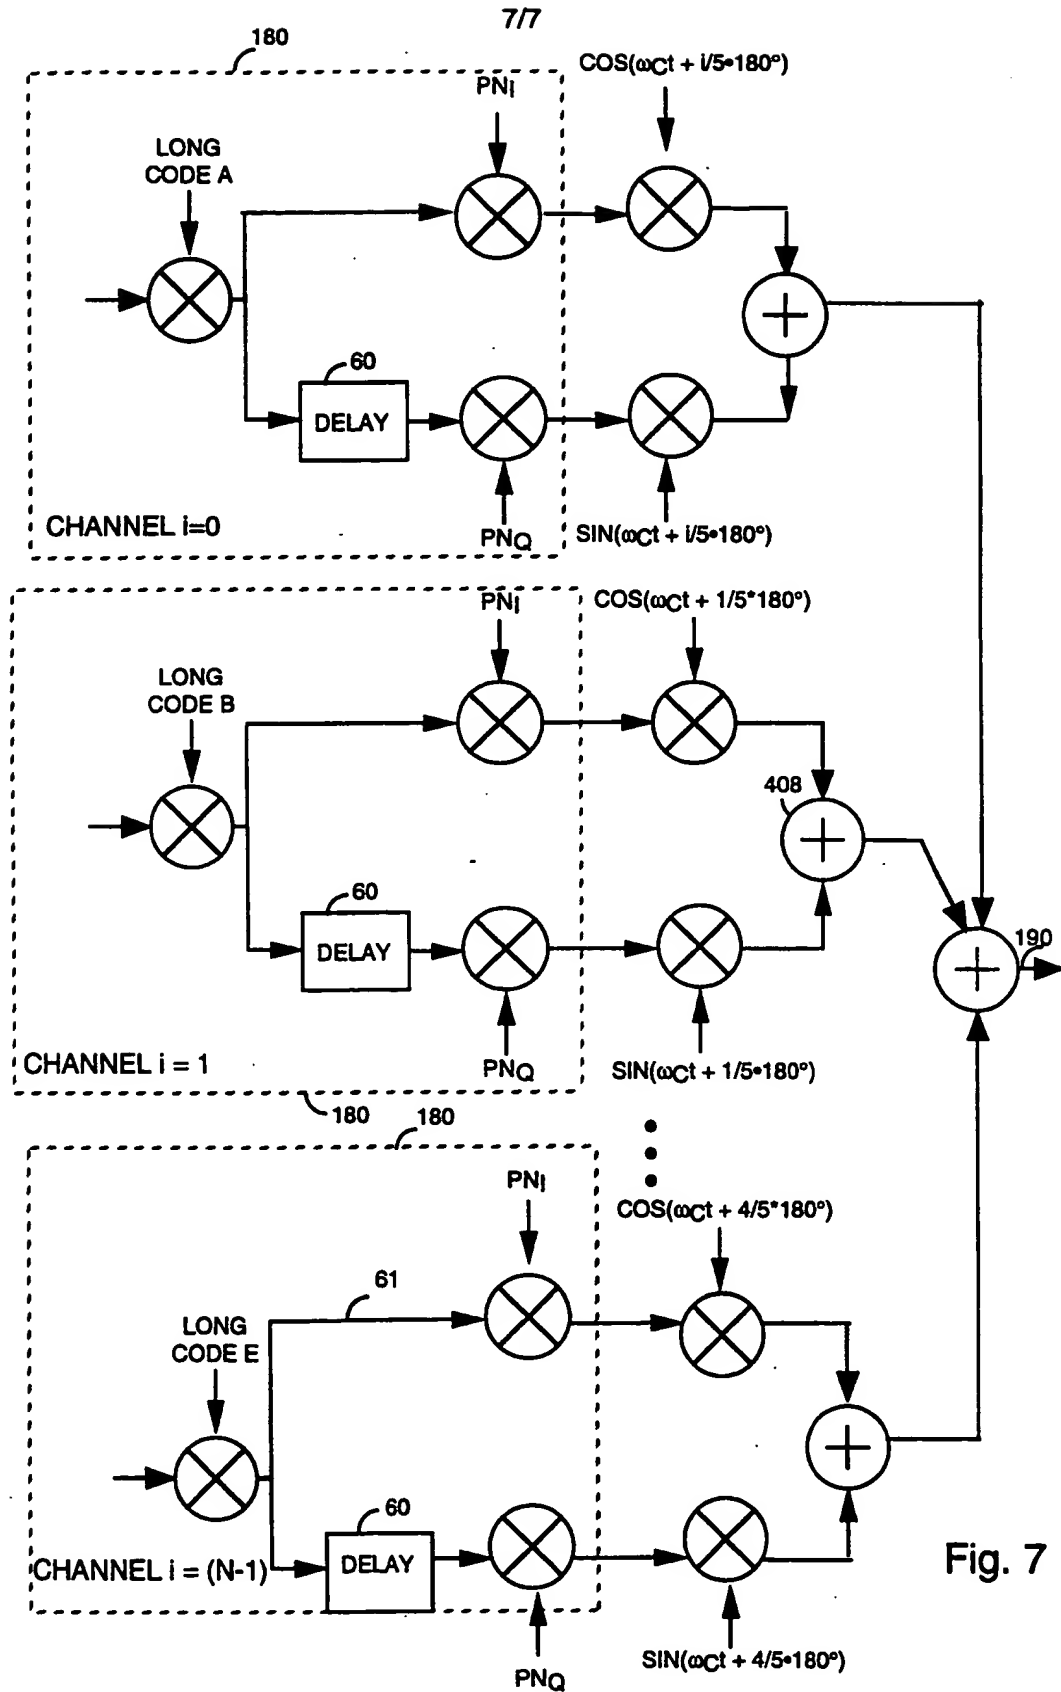 7/7
180
COS(ωCt + i/5•180°)
PNI
LONG
CODE A
60
DELAY
CHANNEL i=0
PNQ
SIN(ωCt + i/5•180°)
PNI
COS(ωCt + 1/5*180°)
LONG
CODE B
408
60
DELAY
190
CHANNEL i = 1
PNQ
SIN(ωCt + 1/5•180°)
180
180
PNI
COS(ωCt + 4/5*180°)
61
LONG
CODE E
60
DELAY
CHANNEL i = (N-1)
Fig. 7
PNQ
SIN(ωCt + 4/5•180°)